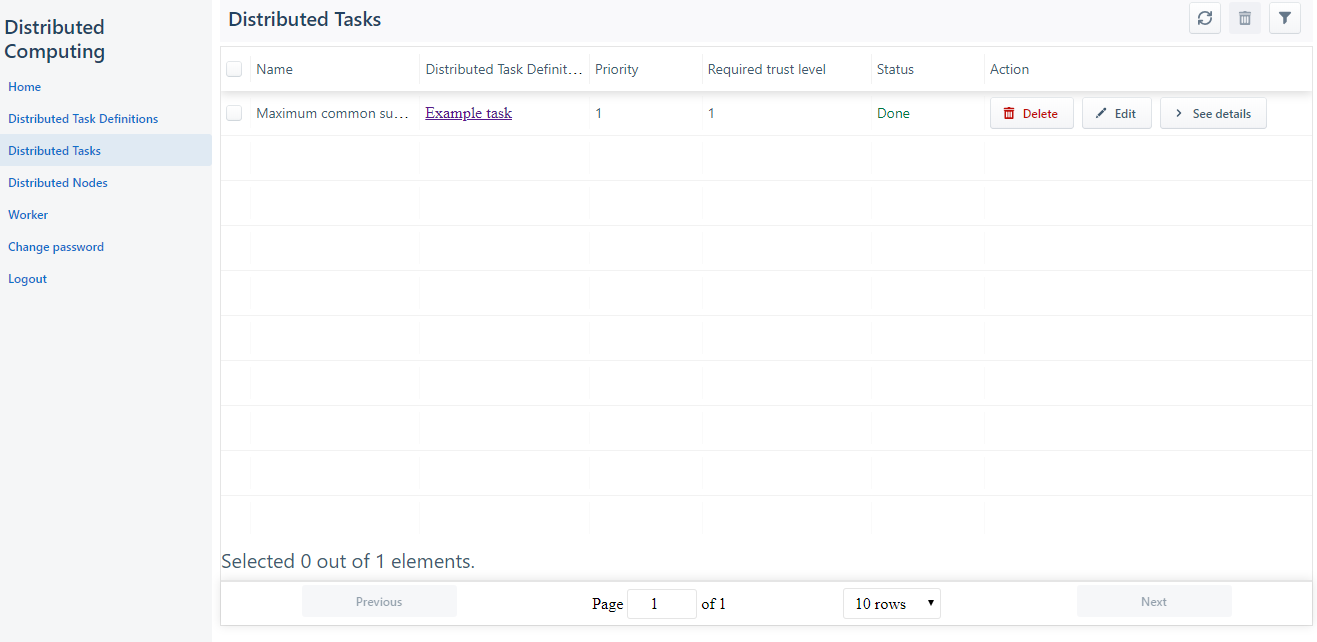 Distributed
Computing
Home
Distributed Task Definitions
Distributed Tasks
Distributed Nodes
Worker
Change password
Logout
Distributed Tasks
Name Distributed Task Definit... Priority Required trust level Status Action
Maximum common su... Example task 1 1 Done Delete Edit See details
Selected 0 out of 1 elements.
Previous Page 1 of 1 10 rows Next